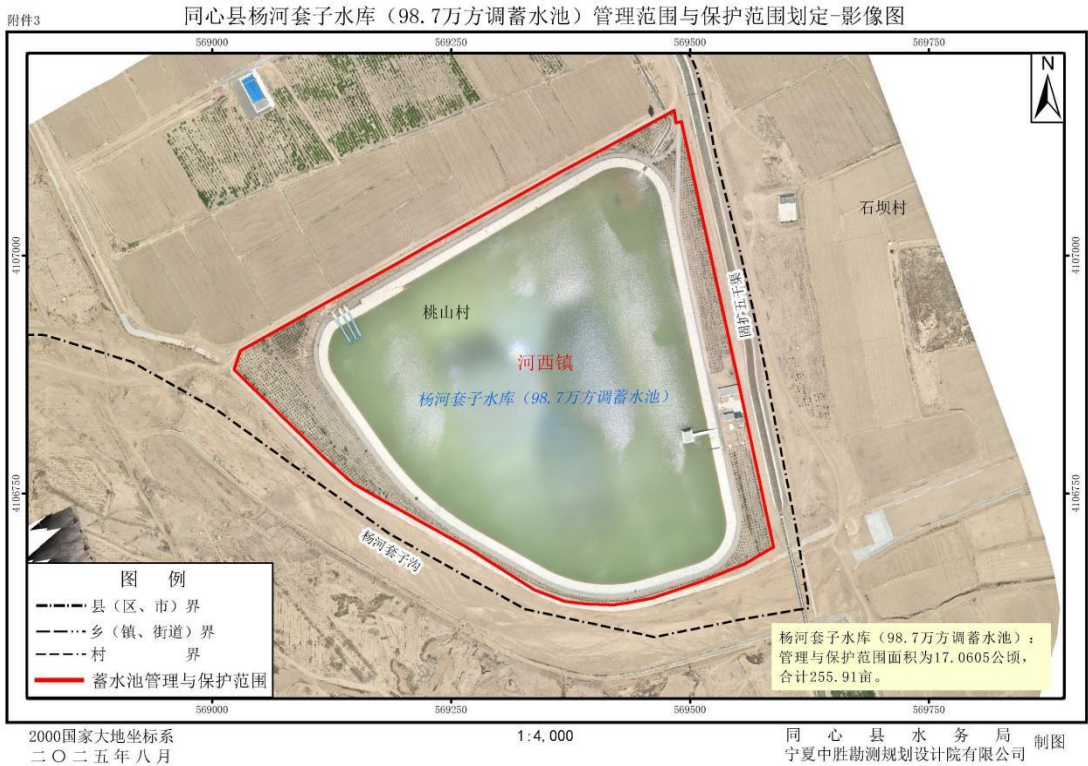 附件3
同心县杨河套子水库（98.7万方调蓄水池）管理范围与保护范围划定-影像图
569000 569250 569500 569750
N
石坝村
4107000 4107000
固扩五干渠
桃山村
河西镇
杨河套子水库（98.7万方调蓄水池）
4106750 4106750
杨河套子沟
图 例
县（区、市）界
乡（镇、街道）界
村 界
蓄水池管理与保护范围
杨河套子水库（98.7万方调蓄水池）：
管理与保护范围面积为17.0605公顷，
合计255.91亩。
569000 569250 569500 569750
2000国家大地坐标系
二〇二五年八月
1:4,000
同心县水务局
宁夏中胜勘测规划设计院有限公司
制图